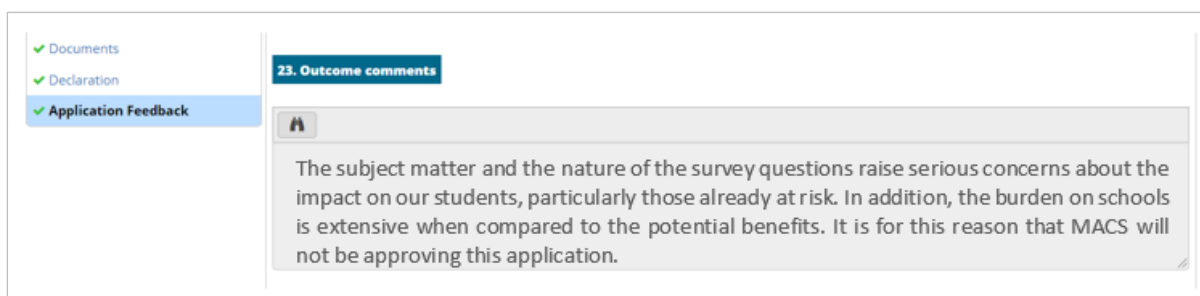 Documents
Declaration
Application Feedback
23. Outcome comments
The subject matter and the nature of the survey questions raise serious concerns about the
impact on our students, particularly those already at risk. In addition, the burden on schools
is extensive when compared to the potential benefits. It is for this reason that MACS will
not be approving this application.